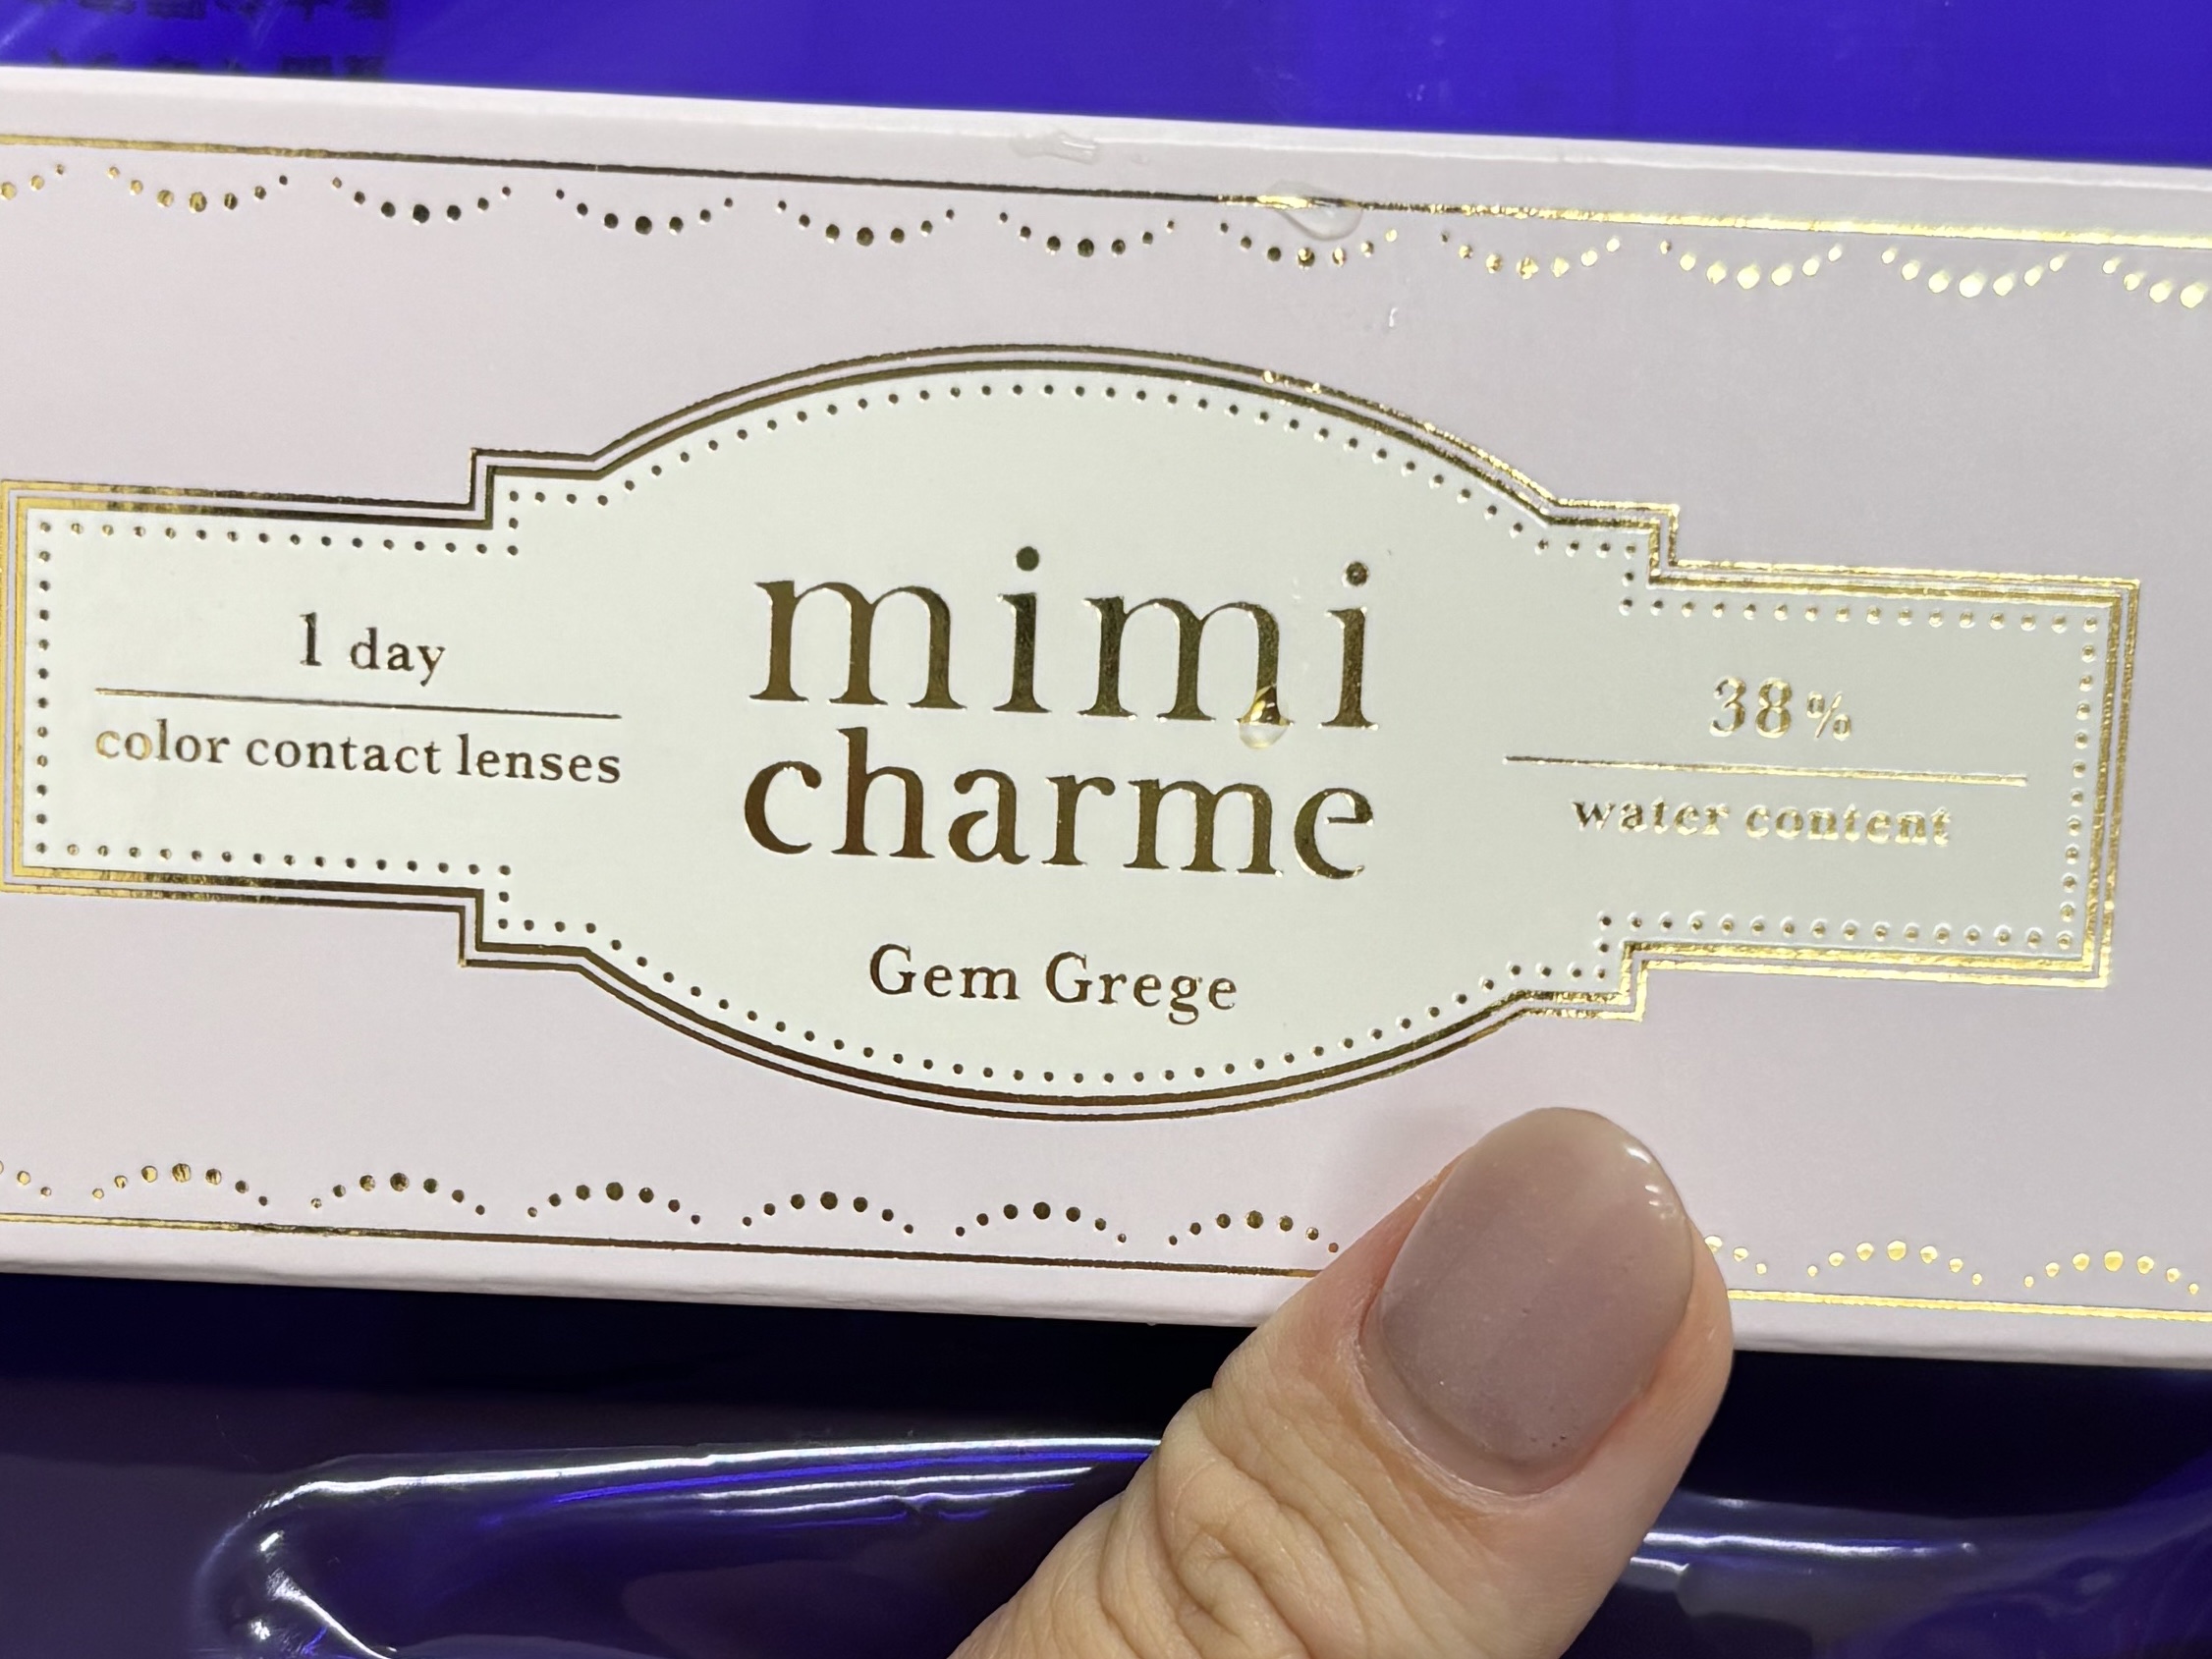 1 day
color contact lenses
mimi
charme
Gem Grege
38%
water content